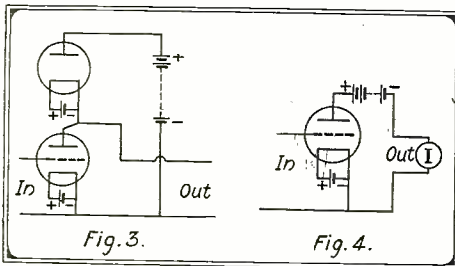 +
-
+ -
+ -
In
Out
+ -
In
Out
I
+ -
Fig. 3.
Fig. 4.